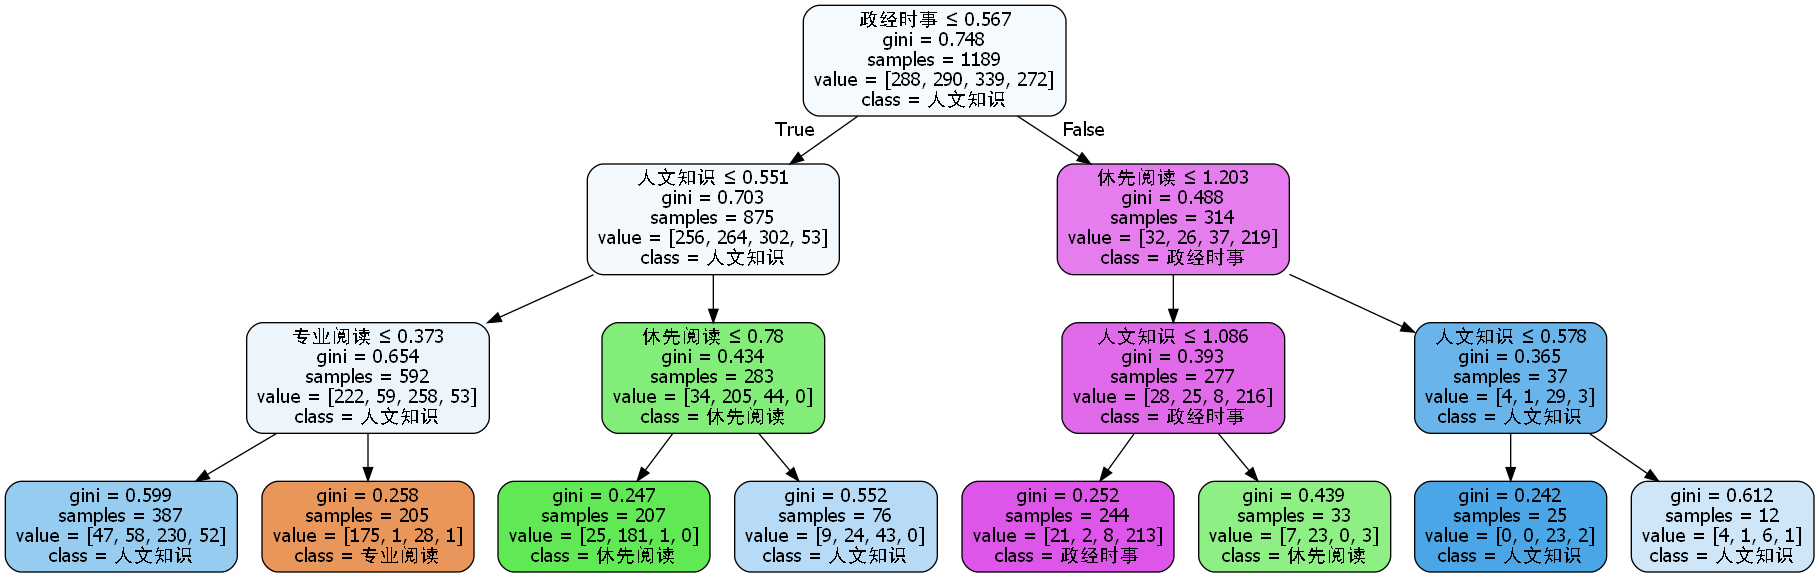 政经时事 ≤ 0.567
gini = 0.748
samples = 1189
value = [288, 290, 339, 272]
class = 人文知识
True
False
人文知识 ≤ 0.551
gini = 0.703
samples = 875
value = [256, 264, 302, 53]
class = 人文知识
休先阅读 ≤ 1.203
gini = 0.488
samples = 314
value = [32, 26, 37, 219]
class = 政经时事
专业阅读 ≤ 0.373
gini = 0.654
samples = 592
value = [222, 59, 258, 53]
class = 人文知识
休先阅读 ≤ 0.78
gini = 0.434
samples = 283
value = [34, 205, 44, 0]
class = 休先阅读
人文知识 ≤ 1.086
gini = 0.393
samples = 277
value = [28, 25, 8, 216]
class = 政经时事
人文知识 ≤ 0.578
gini = 0.365
samples = 37
value = [4, 1, 29, 3]
class = 人文知识
gini = 0.599
samples = 387
value = [47, 58, 230, 52]
class = 人文知识
gini = 0.258
samples = 205
value = [175, 1, 28, 1]
class = 专业阅读
gini = 0.247
samples = 207
value = [25, 181, 1, 0]
class = 休先阅读
gini = 0.552
samples = 76
value = [9, 24, 43, 0]
class = 人文知识
gini = 0.252
samples = 244
value = [21, 2, 8, 213]
class = 政经时事
gini = 0.439
samples = 33
value = [7, 23, 0, 3]
class = 休先阅读
gini = 0.242
samples = 25
value = [0, 0, 23, 2]
class = 人文知识
gini = 0.612
samples = 12
value = [4, 1, 6, 1]
class = 人文知识